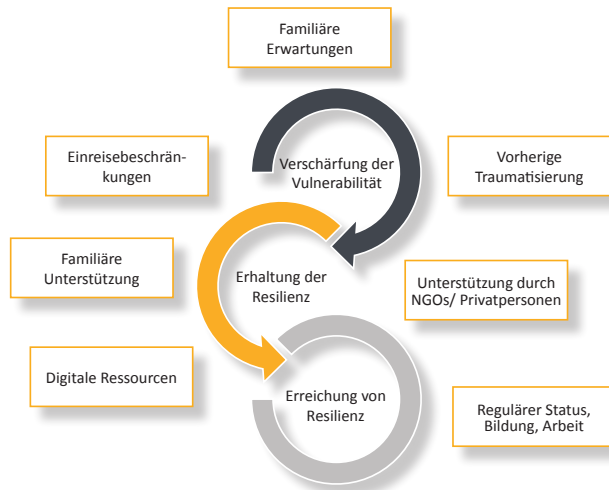 Familiäre
Erwartungen
Einreisebeschrän-
kungen
Verschärfung der
Vulnerabilität
Vorherige
Traumatisierung
Familiäre
Unterstützung
Erhaltung der
Resilienz
Unterstützung durch
NGOs/ Privatpersonen
Digitale Ressourcen
Erreichung von
Resilienz
Regulärer Status,
Bildung, Arbeit